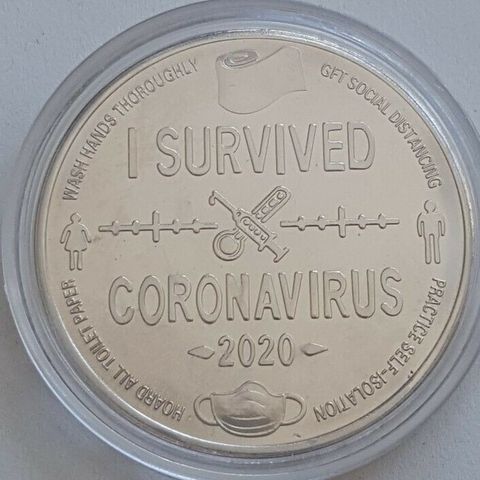 WASH HANDS THOROUGHLY
GFT SOCIAL DISTANCING
I SURVIVED
CORONAVIRUS
2020
HOARD ALL TOILET PAPER
PRACTICE SELF-ISOLATION